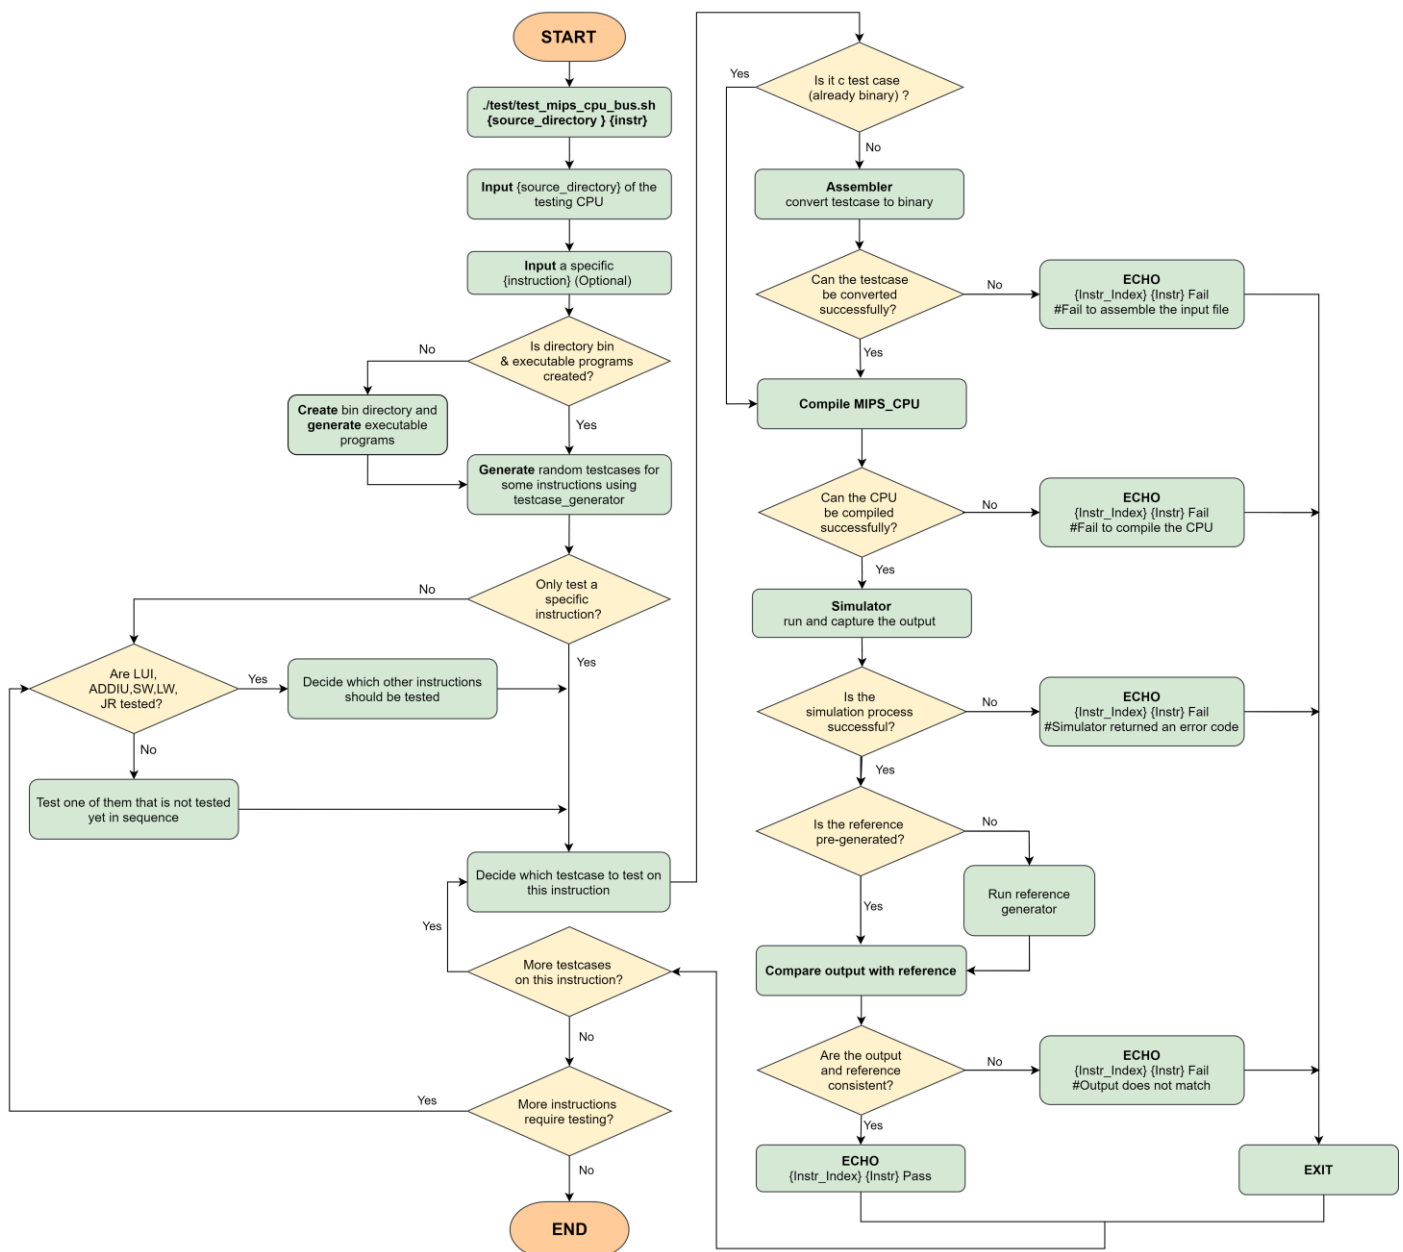 START
./test/test_mips_cpu_bus.sh
{source_directory } {instr}
Input {source_directory} of the
testing CPU
Input a specific
{instruction} (Optional)
Is directory bin
& executable programs
created?
No
Yes
Create bin directory and
generate executable
programs
Generate random testcases for
some instructions using
testcase_generator
Only test a
specific
instruction?
No
Yes
Are LUI,
ADDIU,SW,LW,
JR tested?
Yes
No
Decide which other instructions
should be tested
Test one of them that is not tested
yet in sequence
Decide which testcase to test on
this instruction
Yes
More testcases
on this instruction?
No
More instructions
require testing?
Yes
No
END
Is it c test case
(already binary) ?
Yes
No
Assembler
convert testcase to binary
Can the testcase
be converted
successfully?
No
Yes
ECHO
{Instr_Index} {Instr} Fail
#Fail to assemble the input file
Compile MIPS_CPU
Can the CPU
be compiled
successfully?
No
Yes
ECHO
{Instr_Index} {Instr} Fail
#Fail to compile the CPU
Simulator
run and capture the output
Is the
simulation process
successful?
No
Yes
ECHO
{Instr_Index} {Instr} Fail
#Simulator returned an error code
Is the reference
pre-generated?
No
Yes
Run reference
generator
Compare output with reference
Are the output
and reference
consistent?
No
Yes
ECHO
{Instr_Index} {Instr} Fail
#Output does not match
ECHO
{Instr_Index} {Instr} Pass
EXIT